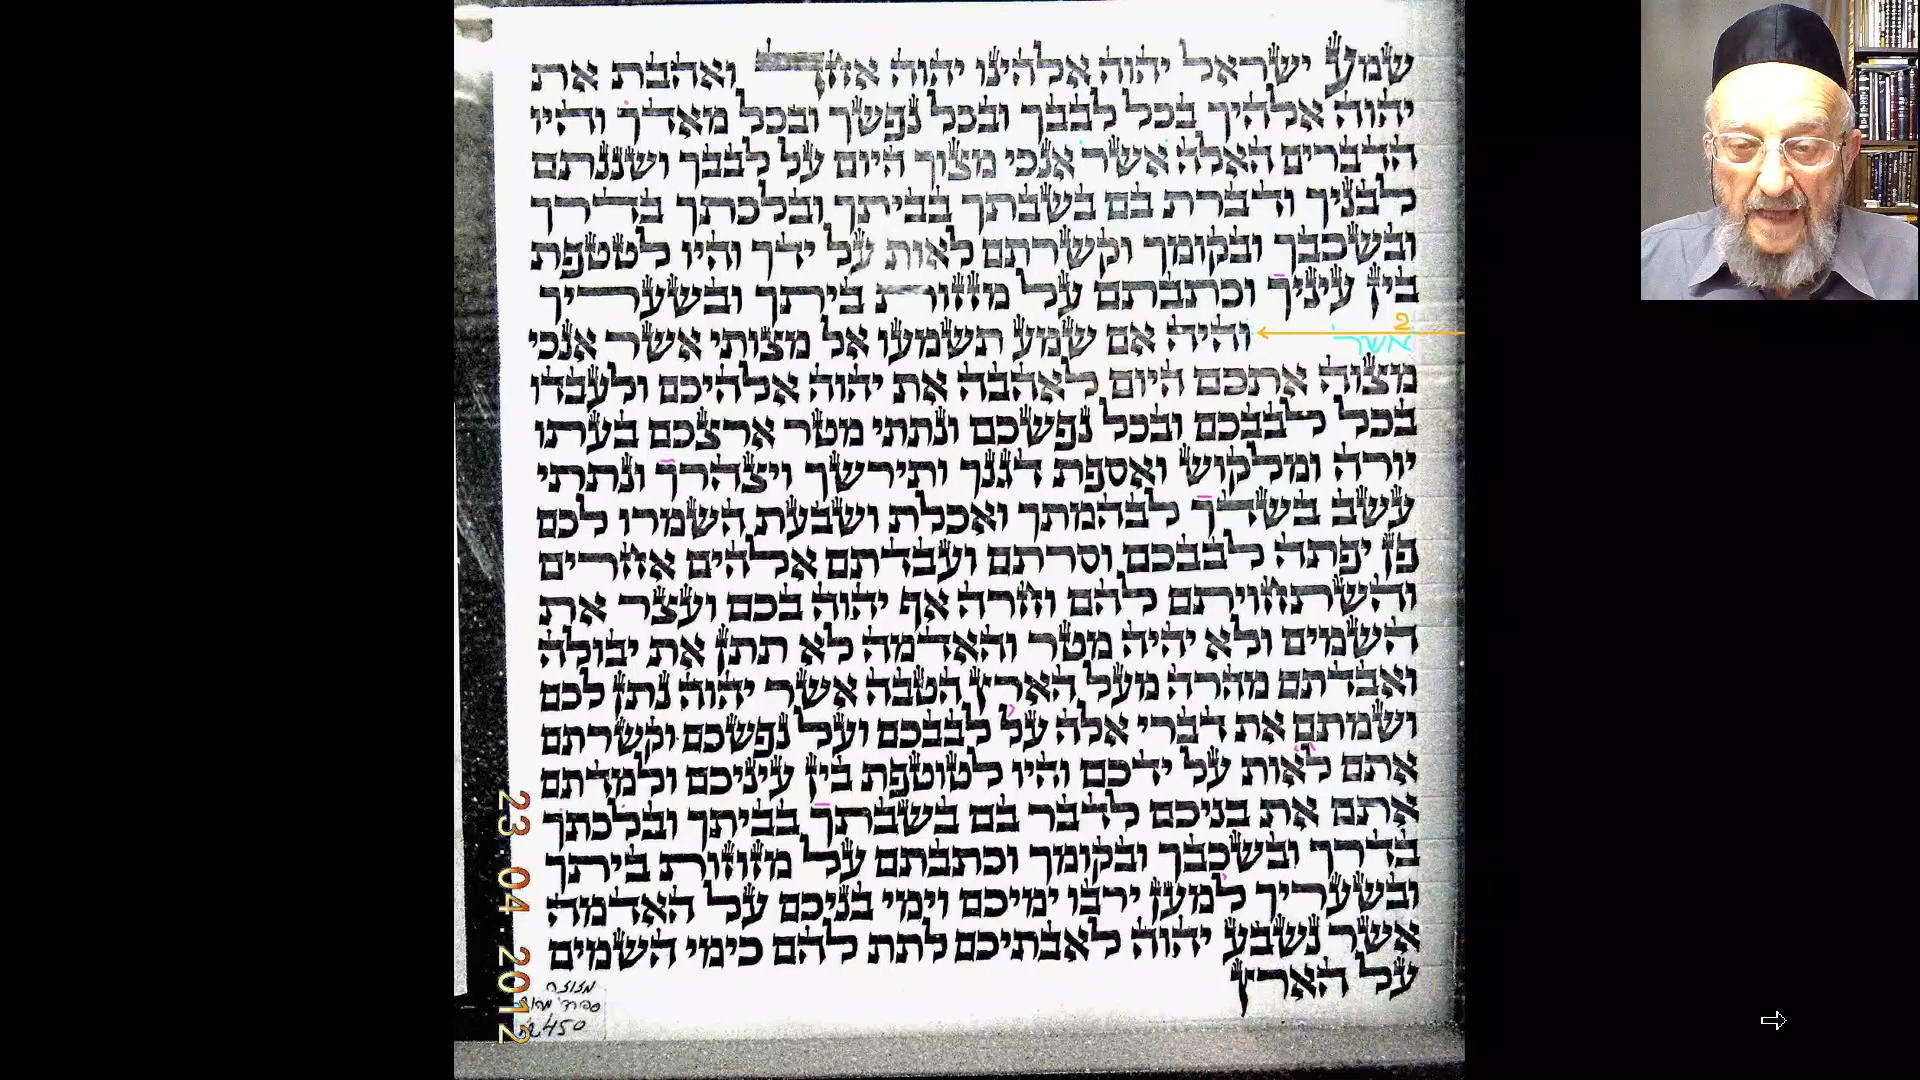 שמע ישראל יהוה אלהינו יהוה אחד ואהבת את
יהוה אלהיך בכל לבבך ובכל נפשך ובכל מאדך והיו
הדברים האלה אשר אנכי מצוך היום על לבבך ושננתם
לבניך ודברת בם בשבתך בביתך ובלכתך בדרך
ובשכבך ובקומך וקשרתם לאות על ידך והיו לטטפת
בין עיניך וכתבתם על מזוזות ביתך ובשעריך
2
אשר
והיה אם שמע תשמעו אל מצותי אשר אנכי
מצוה אתכם היום לאהבה את יהוה אלהיכם ולעבדו
בכל לבבכם ובכל נפשכם ונתתי מטר ארצכם בעתו
יורה ומלקוש ואספת דגנך ותירשך ויצהרך ונתתי
עשב בשדך לבהמתך ואכלת ושבעת השמרו לכם
פן יפתה לבבכם וסרתם ועבדתם אלהים אחרים
והשתחויתם להם וחרה אף יהוה בכם ועצר את
השמים ולא יהיה מטר והאדמה לא תתן את יבולה
ואבדתם מהרה מעל הארץ הטבה אשר יהוה נתן לכם
ושמתם את דברי אלה על לבבכם ועל נפשכם וקשרתם
אתם לאות על ידכם והיו לטוטפת בין עיניכם ולמדתם
אתם את בניכם לדבר בם בשבתך בביתך ובלכתך
בדרך ובשכבך ובקומך וכתבתם על מזוזות ביתך
ובשעריך למען ירבו ימיכם וימי בניכם על האדמה
אשר נשבע יהוה לאבתיכם לתת להם כימי השמים
על הארץ
23.04.2012
מזוזה
450